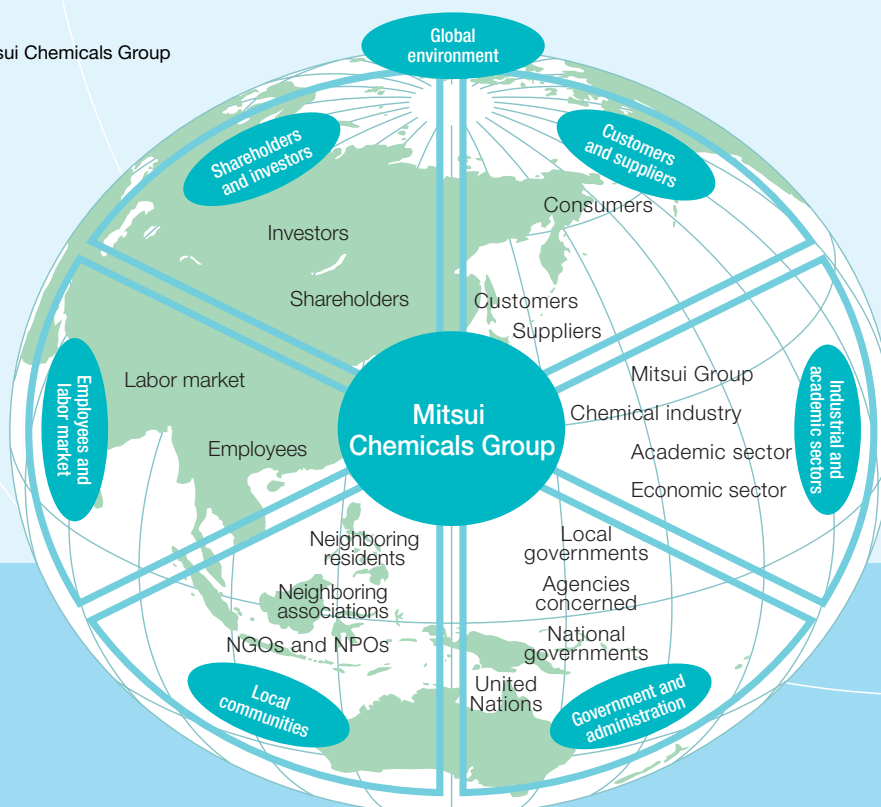 Chemicals Group
Global
environment
Shareholders
and investors
Customers
and suppliers
Consumers
Investors
Shareholders
Customers
Suppliers
Labor market
Employees
Employees and
labor market
Mitsui
Chemicals Group
Mitsui Group
Chemical industry
Academic sector
Economic sector
Industrial and
academic sectors
Neighboring
residents
Neighboring
associations
NGOs and NPOs
Local
communities
Local
governments
Agencies
concerned
National
governments
United
Nations
Government and
administration